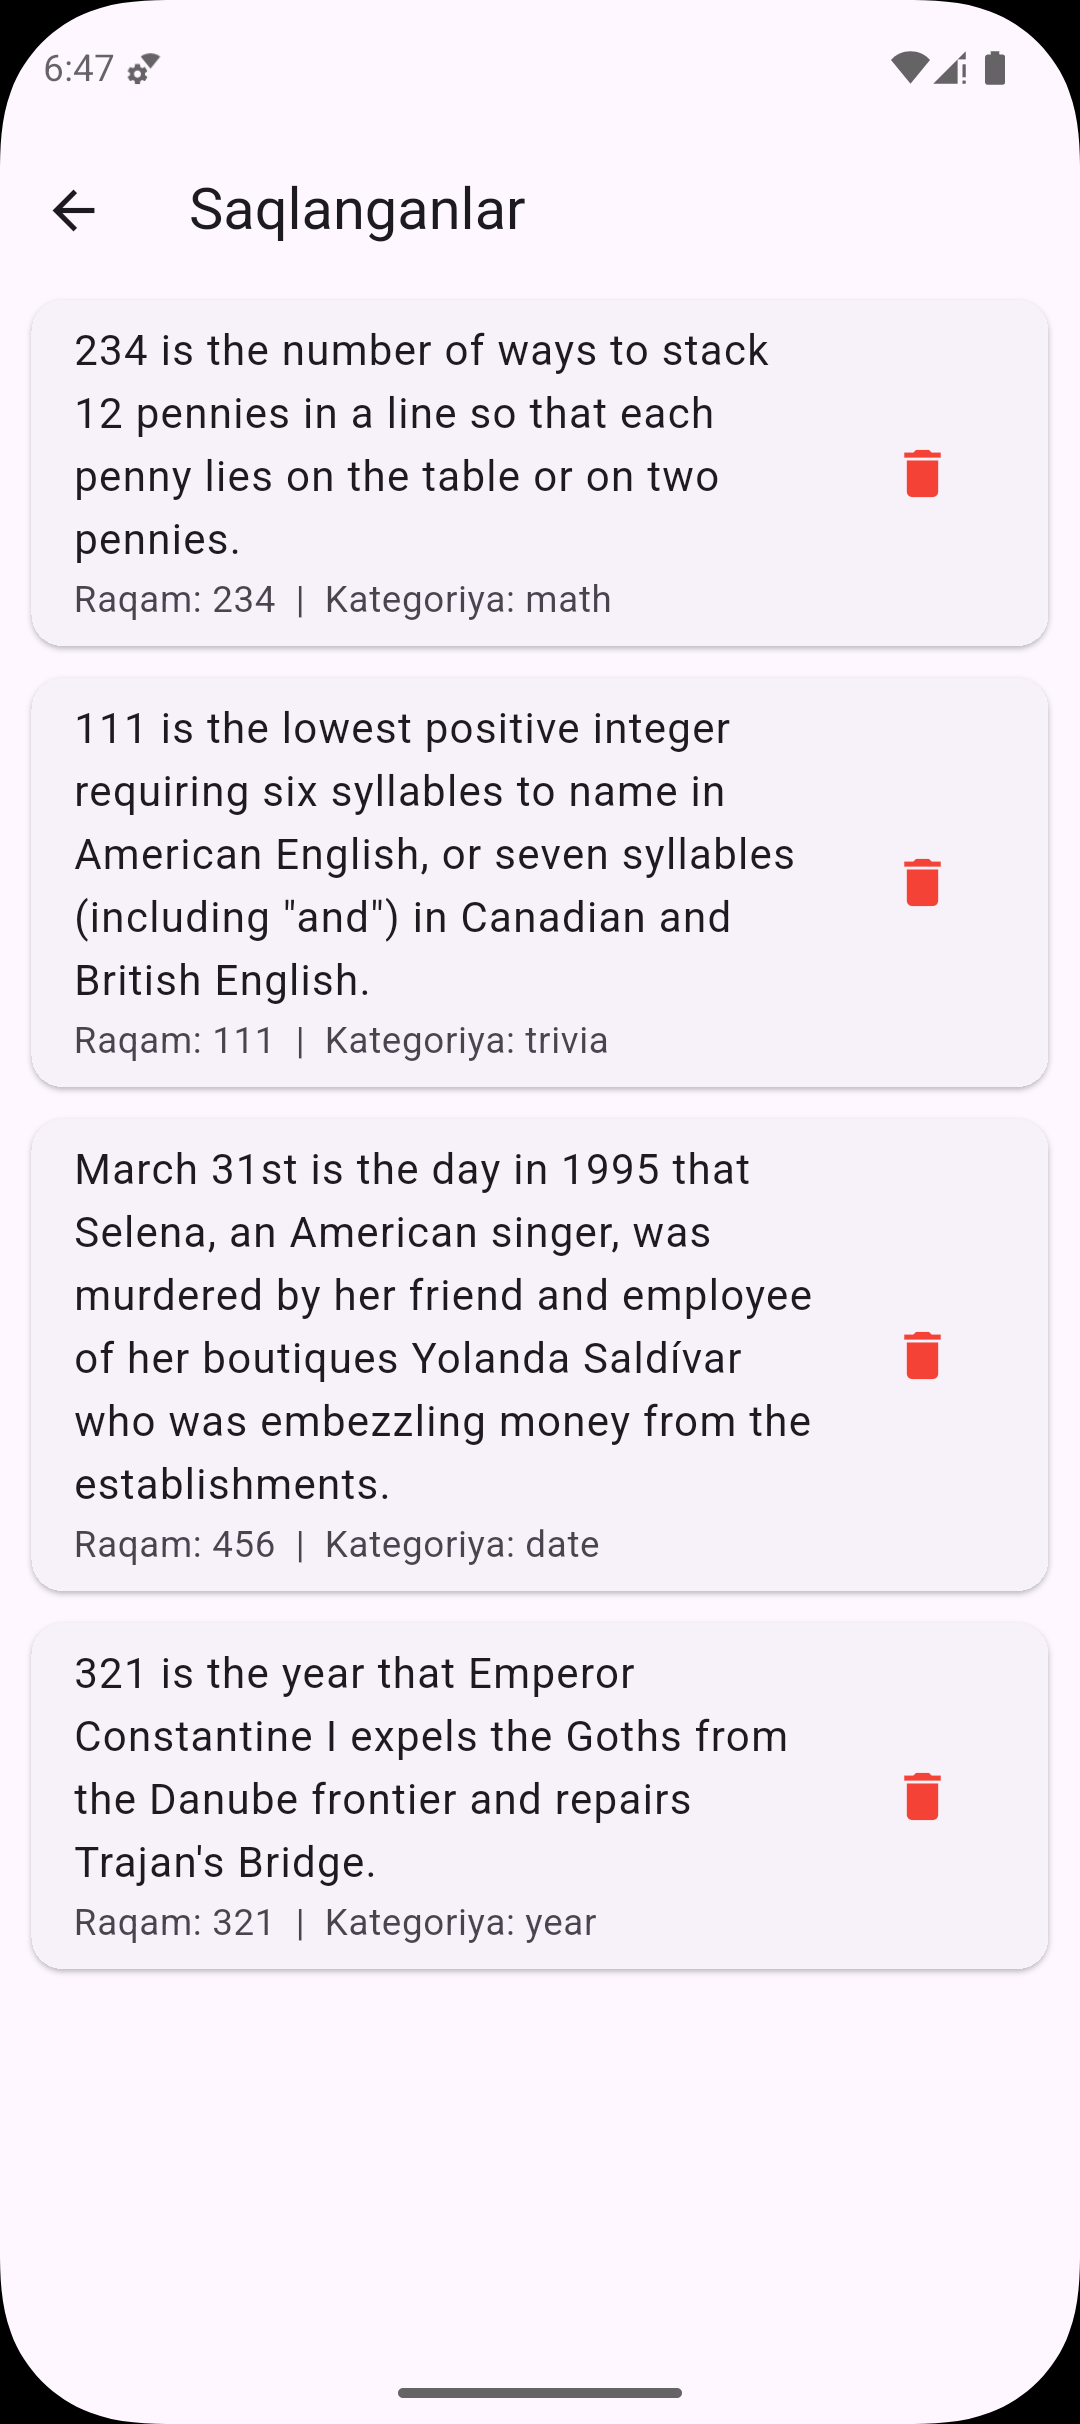 6:47
Saqlanganlar
234 is the number of ways to stack
12 pennies in a line so that each
penny lies on the table or on two
pennies.
Raqam: 234 | Kategoriya: math
111 is the lowest positive integer
requiring six syllables to name in
American English, or seven syllables
(including "and") in Canadian and
British English.
Raqam: 111 | Kategoriya: trivia
March 31st is the day in 1995 that
Selena, an American singer, was
murdered by her friend and employee
of her boutiques Yolanda Saldívar
who was embezzling money from the
establishments.
Raqam: 456 | Kategoriya: date
321 is the year that Emperor
Constantine I expels the Goths from
the Danube frontier and repairs
Trajan's Bridge.
Raqam: 321 | Kategoriya: year